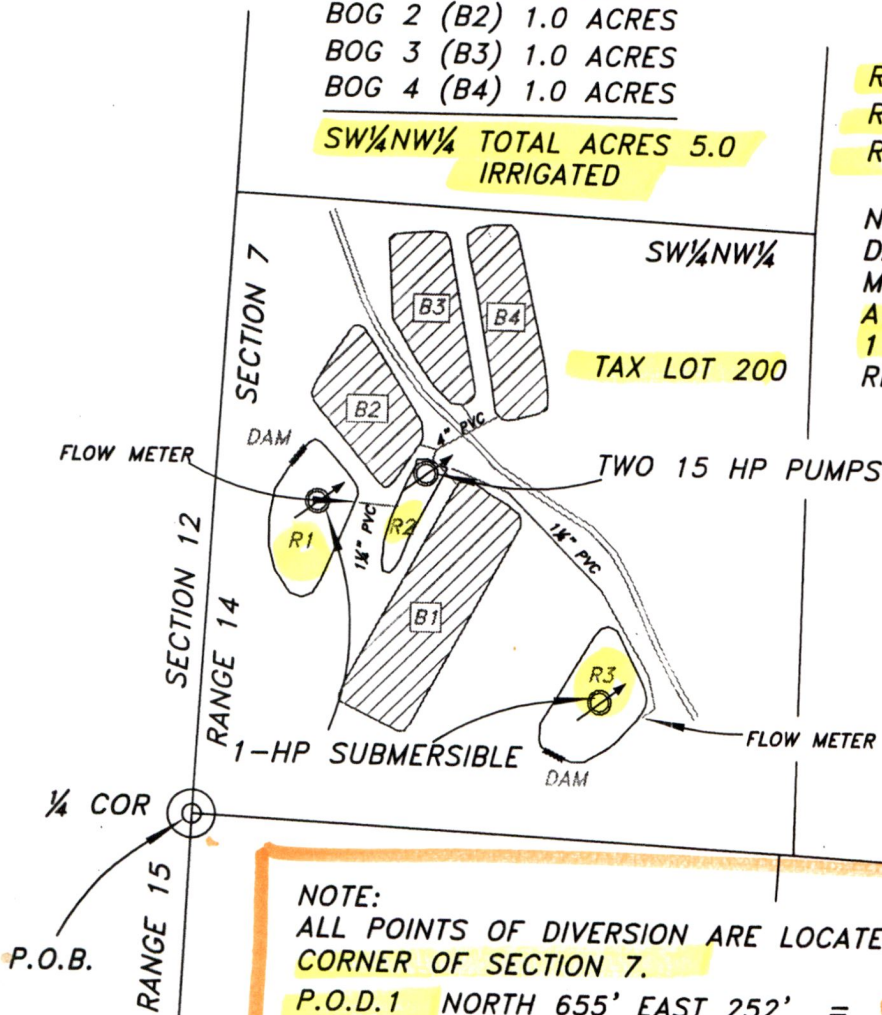 BOG 2 (B2) 1.0 ACRES
BOG 3 (B3) 1.0 ACRES
BOG 4 (B4) 1.0 ACRES
SW¼NW¼ TOTAL ACRES 5.0
IRRIGATED
SW¼NW¼
SECTION 7
B3
B4
TAX LOT 200
B2
4" PVC
DAM
FLOW METER
TWO 15 HP PUMPS
R1
R2
PVC
PVC
B1
SECTION 12
RANGE 14
R3
1-HP SUBMERSIBLE
FLOW METER
DAM
¼ COR
P.O.B.
RANGE 15
NOTE:
ALL POINTS OF DIVERSION ARE LOCATE
CORNER OF SECTION 7.
P.O.D.1 NORTH 655' EAST 252' =
R
R
R
N
D
M
A
1
R